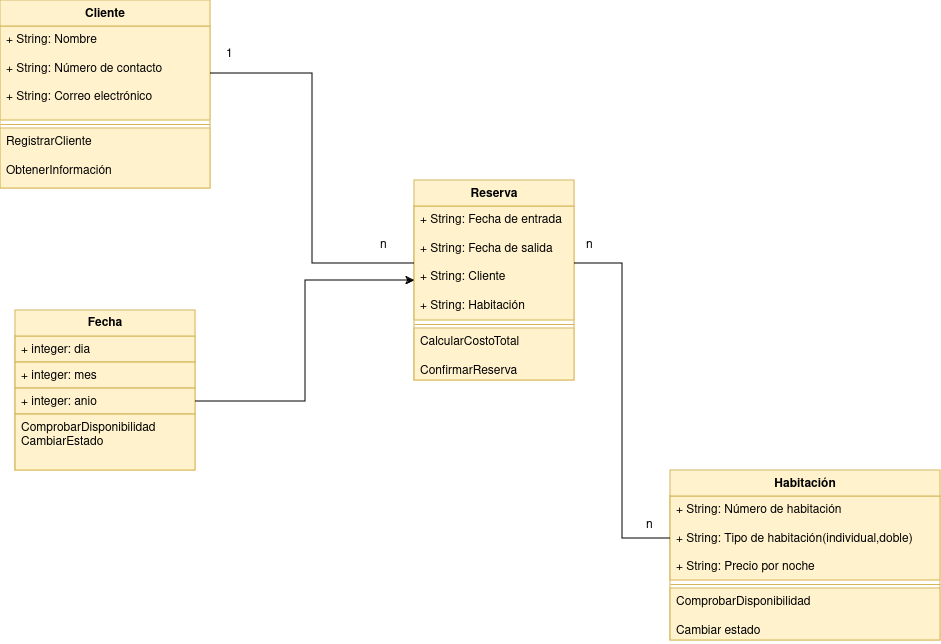 Cliente
+ String: Nombre
+ String: Número de contacto
+ String: Correo electrónico
RegistrarCliente
ObtenerInformación
1
n
Reserva
+ String: Fecha de entrada
+ String: Fecha de salida
+ String: Cliente
+ String: Habitación
CalcularCostoTotal
ConfirmarReserva
n
Fecha
+ integer: dia
+ integer: mes
+ integer: anio
ComprobarDisponibilidad
CambiarEstado
n
Habitación
+ String: Número de habitación
+ String: Tipo de habitación(individual,doble)
+ String: Precio por noche
ComprobarDisponibilidad
Cambiar estado